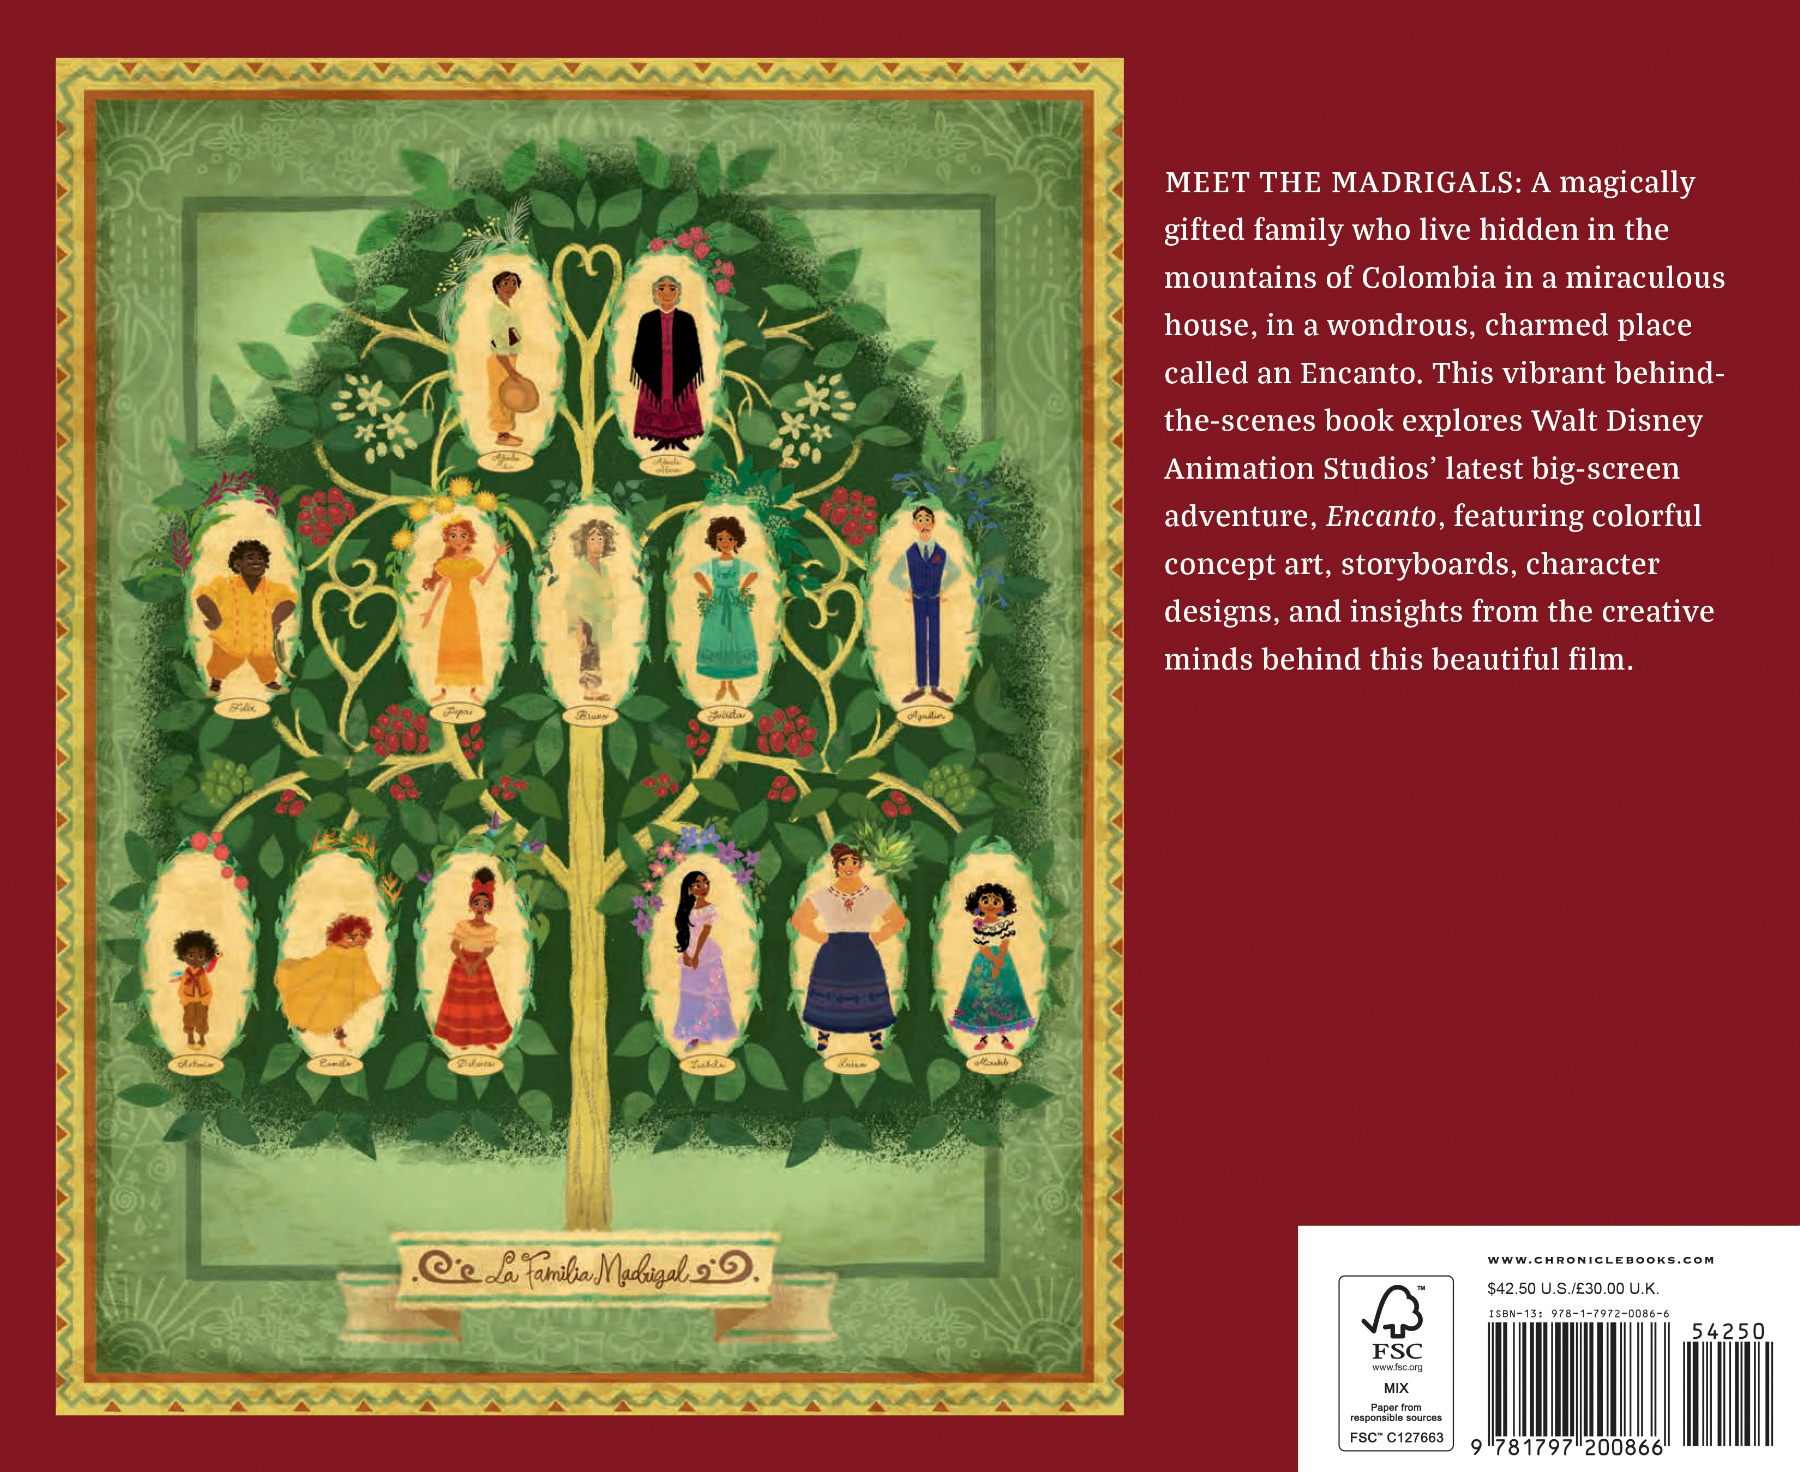 Félix
Pepa
Bruno
Julieta
Agustín
Antonio
Camilo
Dolores
Isabela
Luisa
Mirabel
La Familia Madrigal
MEET THE MADRIGALS: A magically
gifted family who live hidden in the
mountains of Colombia in a miraculous
house, in a wondrous, charmed place
called an Encanto. This vibrant behind-
the-scenes book explores Walt Disney
Animation Studios’ latest big-screen
adventure, Encanto, featuring colorful
concept art, storyboards, character
designs, and insights from the creative
minds behind this beautiful film.
WWW.CHRONICLEBOOKS.COM
$42.50 U.S./£30.00 U.K.
ISBN-13: 978-1-7972-0086-6
54250
9 781797 200866
™
FSC
www.fsc.org
MIX
Paper from
responsible sources
FSC™ C127663